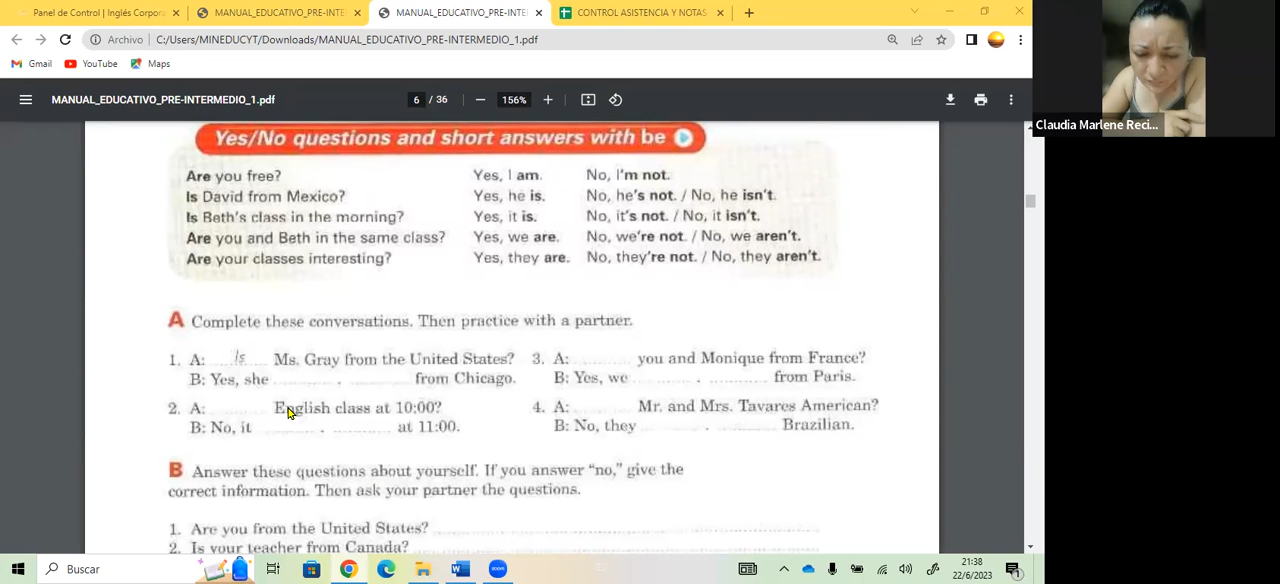 Panel de Control | Inglés Corpora
MANUAL_EDUCATIVO_PRE-INTE
MANUAL_EDUCATIVO_PRE-INTE
CONTROL ASISTENCIA Y NOTAS
Archivo | C:/Users/MINEDUCYT/Downloads/MANUAL_EDUCATIVO_PRE-INTERMEDIO_1.pdf
Gmail YouTube Maps
MANUAL_EDUCATIVO_PRE-INTERMEDIO_1.pdf 6 / 36 156%
Claudia Marlene Reci...
Yes/No questions and short answers with be
Are you free? Yes, I am. No, I'm not.
Is David from Mexico? Yes, he is. No, he's not. / No, he isn't.
Is Beth's class in the morning? Yes, it is. No, it's not. / No, it isn't.
Are you and Beth in the same class? Yes, we are. No, we're not. / No, we aren't.
Are your classes interesting? Yes, they are. No, they're not. / No, they aren't.
A Complete these conversations. Then practice with a partner.
1. A: Is Ms. Gray from the United States?
B: Yes, she ........ . ........ from Chicago.
2. A: ........ English class at 10:00?
B: No, it ........ . ........ at 11:00.
3. A: ........ you and Monique from France?
B: Yes, we ........ . ........ from Paris.
4. A: ........ Mr. and Mrs. Tavares American?
B: No, they ........ . ........ Brazilian.
B Answer these questions about yourself. If you answer “no,” give the
correct information. Then ask your partner the questions.
1. Are you from the United States?
2. Is your teacher from Canada?
Buscar
21:38
22/6/2023